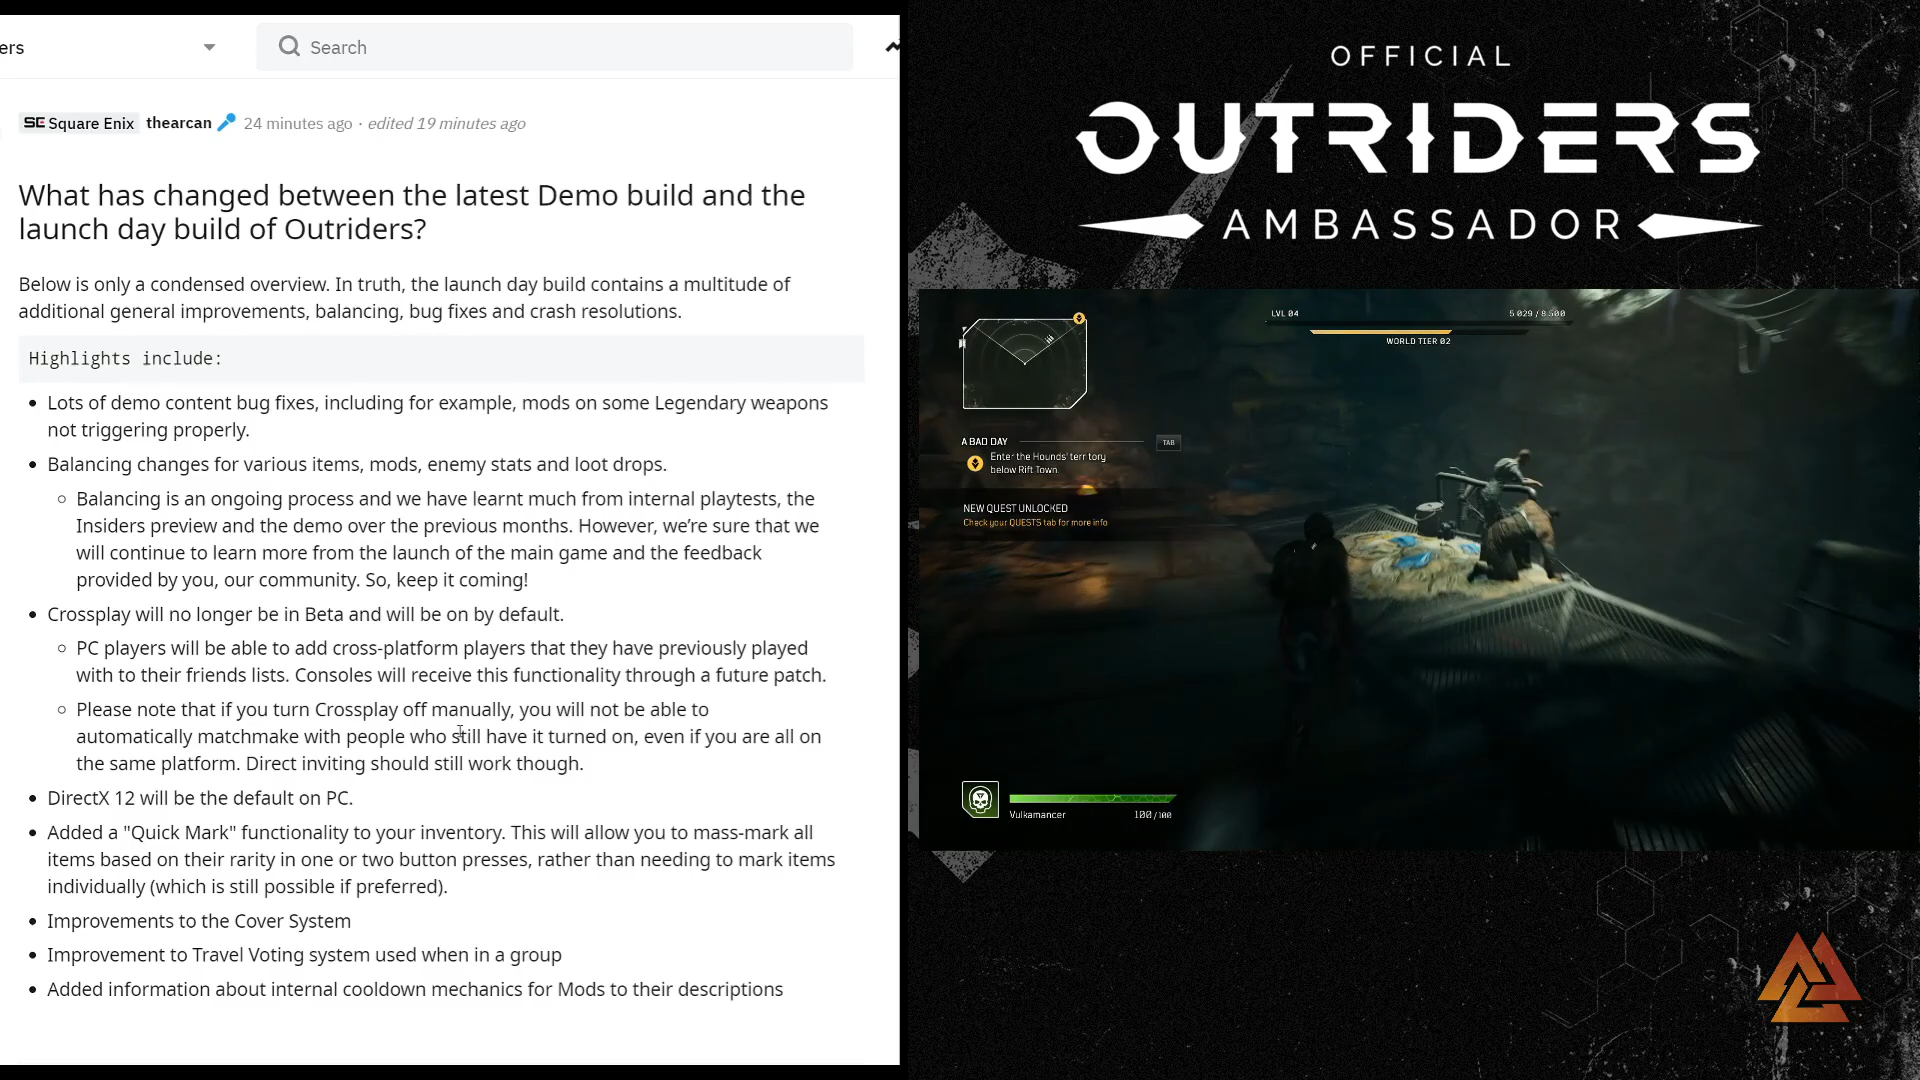 ers
Search
SE Square Enix thearcan 24 minutes ago · edited 19 minutes ago
What has changed between the latest Demo build and the
launch day build of Outriders?
Below is only a condensed overview. In truth, the launch day build contains a multitude of
additional general improvements, balancing, bug fixes and crash resolutions.
Highlights include:
• Lots of demo content bug fixes, including for example, mods on some Legendary weapons
not triggering properly.
• Balancing changes for various items, mods, enemy stats and loot drops.
○ Balancing is an ongoing process and we have learnt much from internal playtests, the
Insiders preview and the demo over the previous months. However, we’re sure that we
will continue to learn more from the launch of the main game and the feedback
provided by you, our community. So, keep it coming!
• Crossplay will no longer be in Beta and will be on by default.
○ PC players will be able to add cross-platform players that they have previously played
with to their friends lists. Consoles will receive this functionality through a future patch.
○ Please note that if you turn Crossplay off manually, you will not be able to
automatically matchmake with people who still have it turned on, even if you are all on
the same platform. Direct inviting should still work though.
• DirectX 12 will be the default on PC.
• Added a "Quick Mark" functionality to your inventory. This will allow you to mass-mark all
items based on their rarity in one or two button presses, rather than needing to mark items
individually (which is still possible if preferred).
• Improvements to the Cover System
• Improvement to Travel Voting system used when in a group
• Added information about internal cooldown mechanics for Mods to their descriptions
OFFICIAL
OUTRIDERS
AMBASSADOR
LVL 04
5 029 / 8 500
WORLD TIER 02
A BAD DAY
TAB
Enter the Hounds' territory
below Rift Town.
NEW QUEST UNLOCKED
Check your QUESTS tab for more info
Vulkamancer
100 / 100